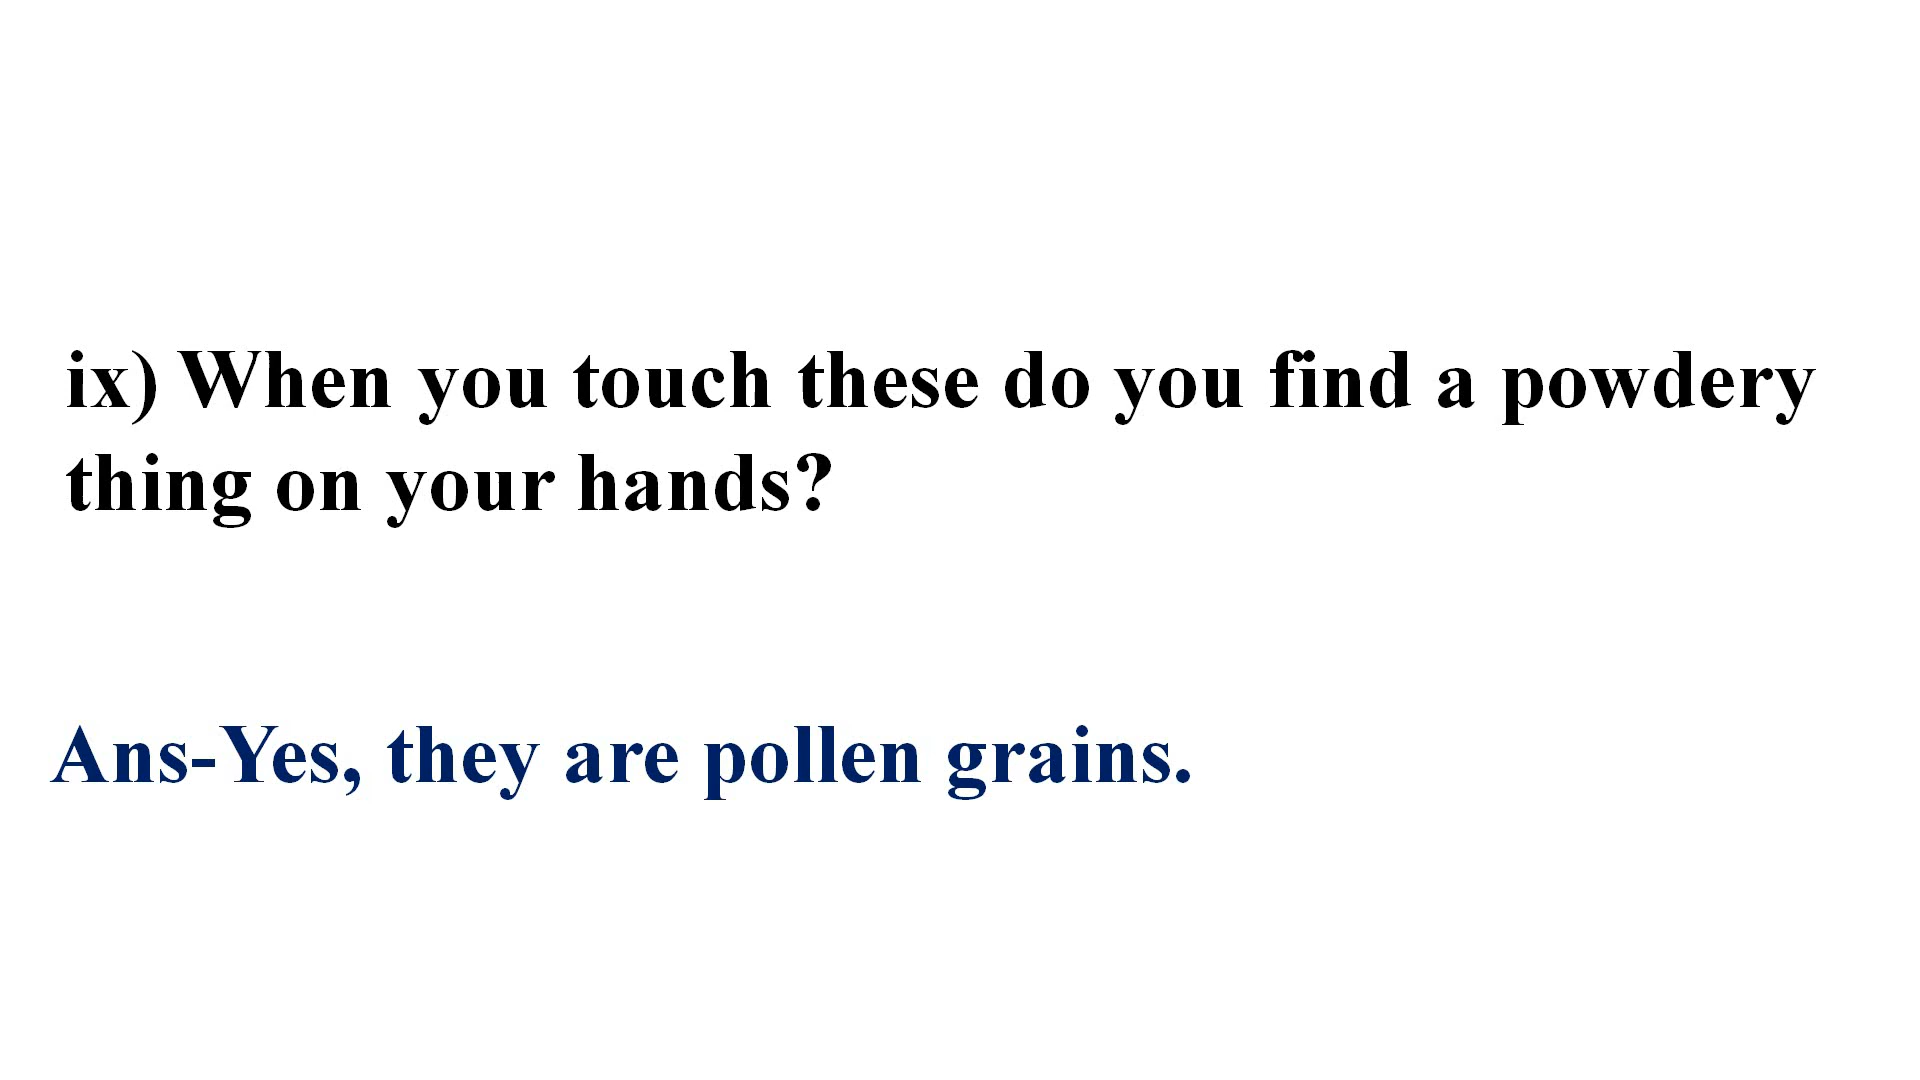 ix) When you touch these do you find a powdery
thing on your hands?
Ans-Yes, they are pollen grains.